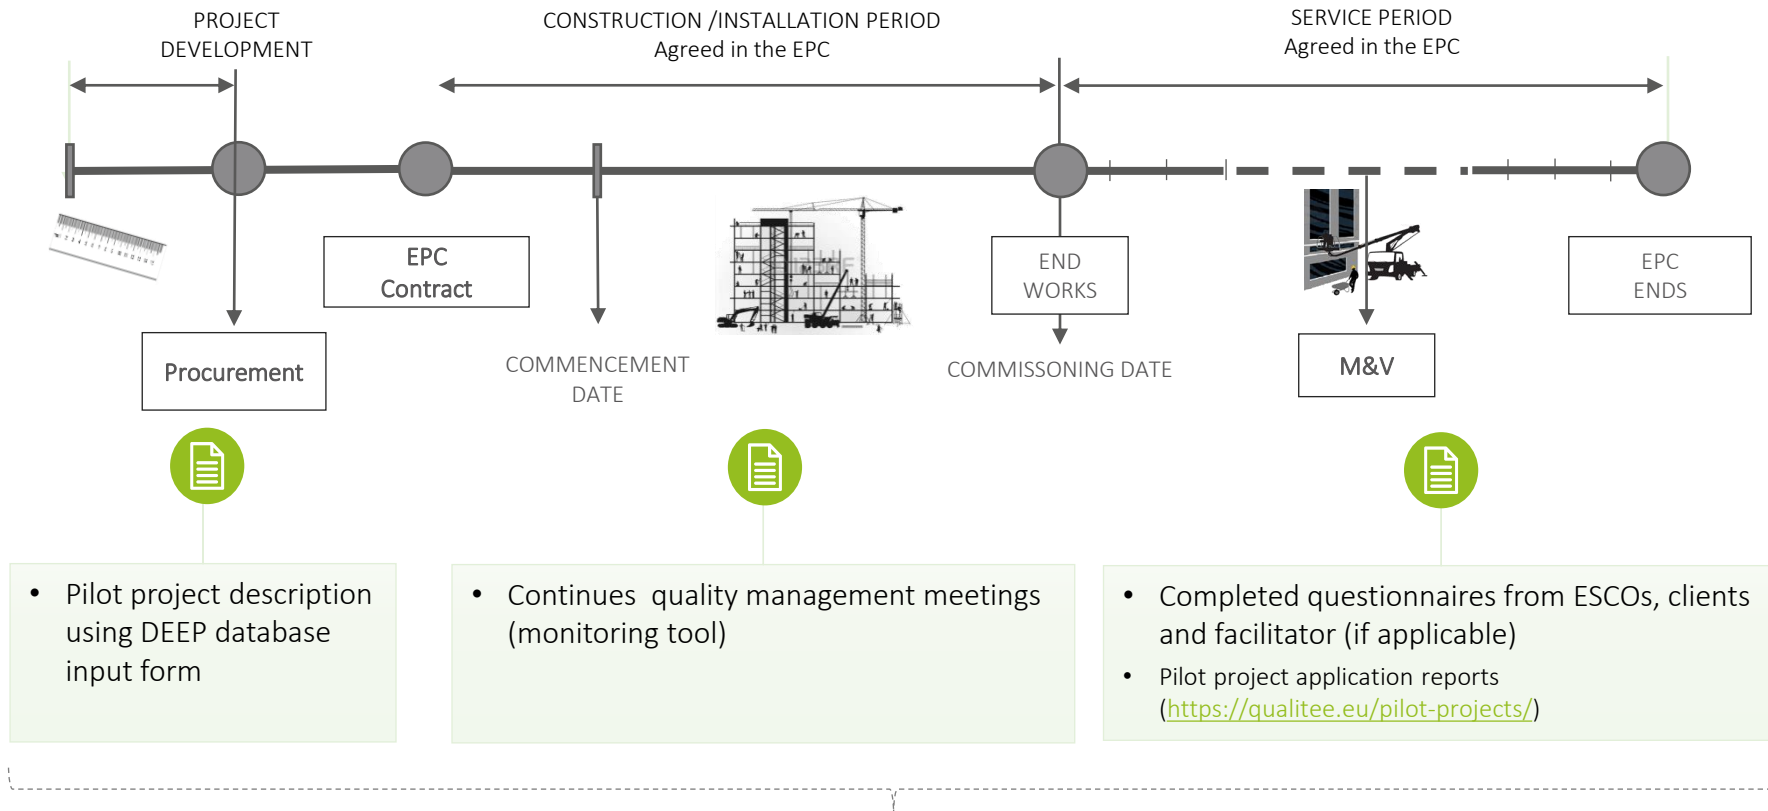 PROJECT
DEVELOPMENT
CONSTRUCTION /INSTALLATION PERIOD
Agreed in the EPC
SERVICE PERIOD
Agreed in the EPC
EPC
Contract
END
WORKS
EPC
ENDS
Procurement
COMMENCEMENT
DATE
COMMISSONING DATE
M&V
• Pilot project description
using DEEP database
input form
• Continues quality management meetings
(monitoring tool)
• Completed questionnaires from ESCOs, clients
and facilitator (if applicable)
• Pilot project application reports
(https://qualitee.eu/pilot-projects/)